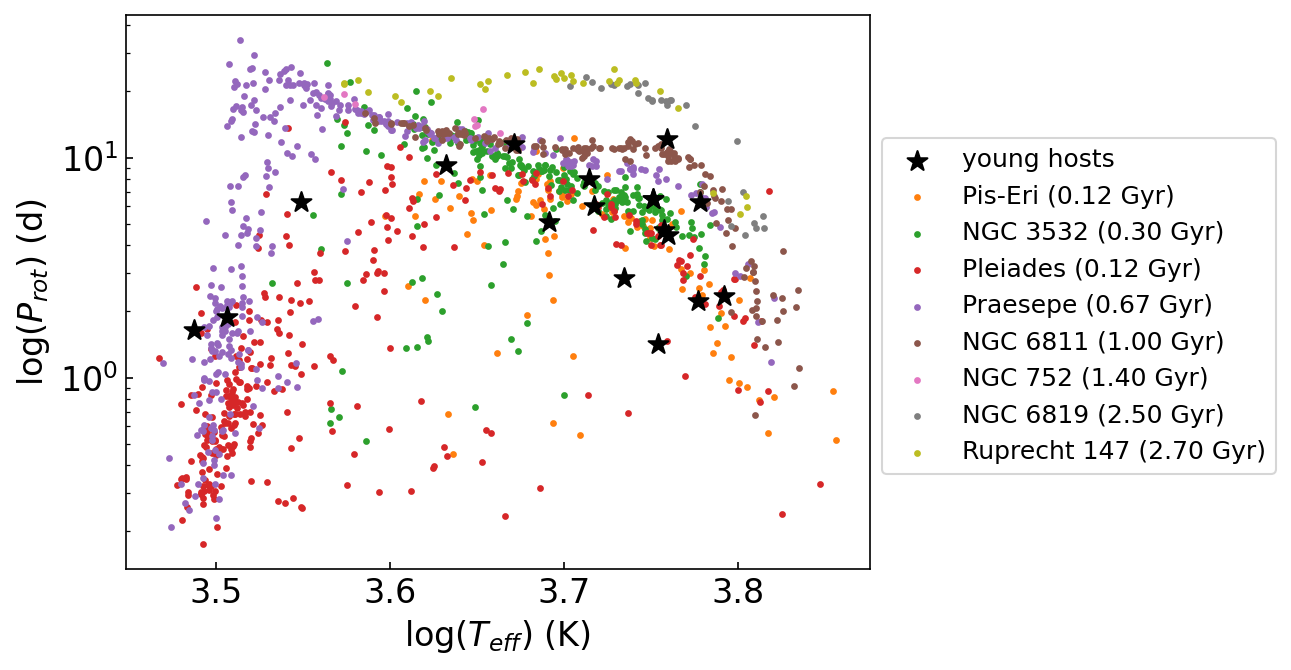 log(P_rot) (d)
10¹
10⁰
3.5 3.6 3.7 3.8
log(T_eff) (K)
young hosts
Pis-Eri (0.12 Gyr)
NGC 3532 (0.30 Gyr)
Pleiades (0.12 Gyr)
Praesepe (0.67 Gyr)
NGC 6811 (1.00 Gyr)
NGC 752 (1.40 Gyr)
NGC 6819 (2.50 Gyr)
Ruprecht 147 (2.70 Gyr)